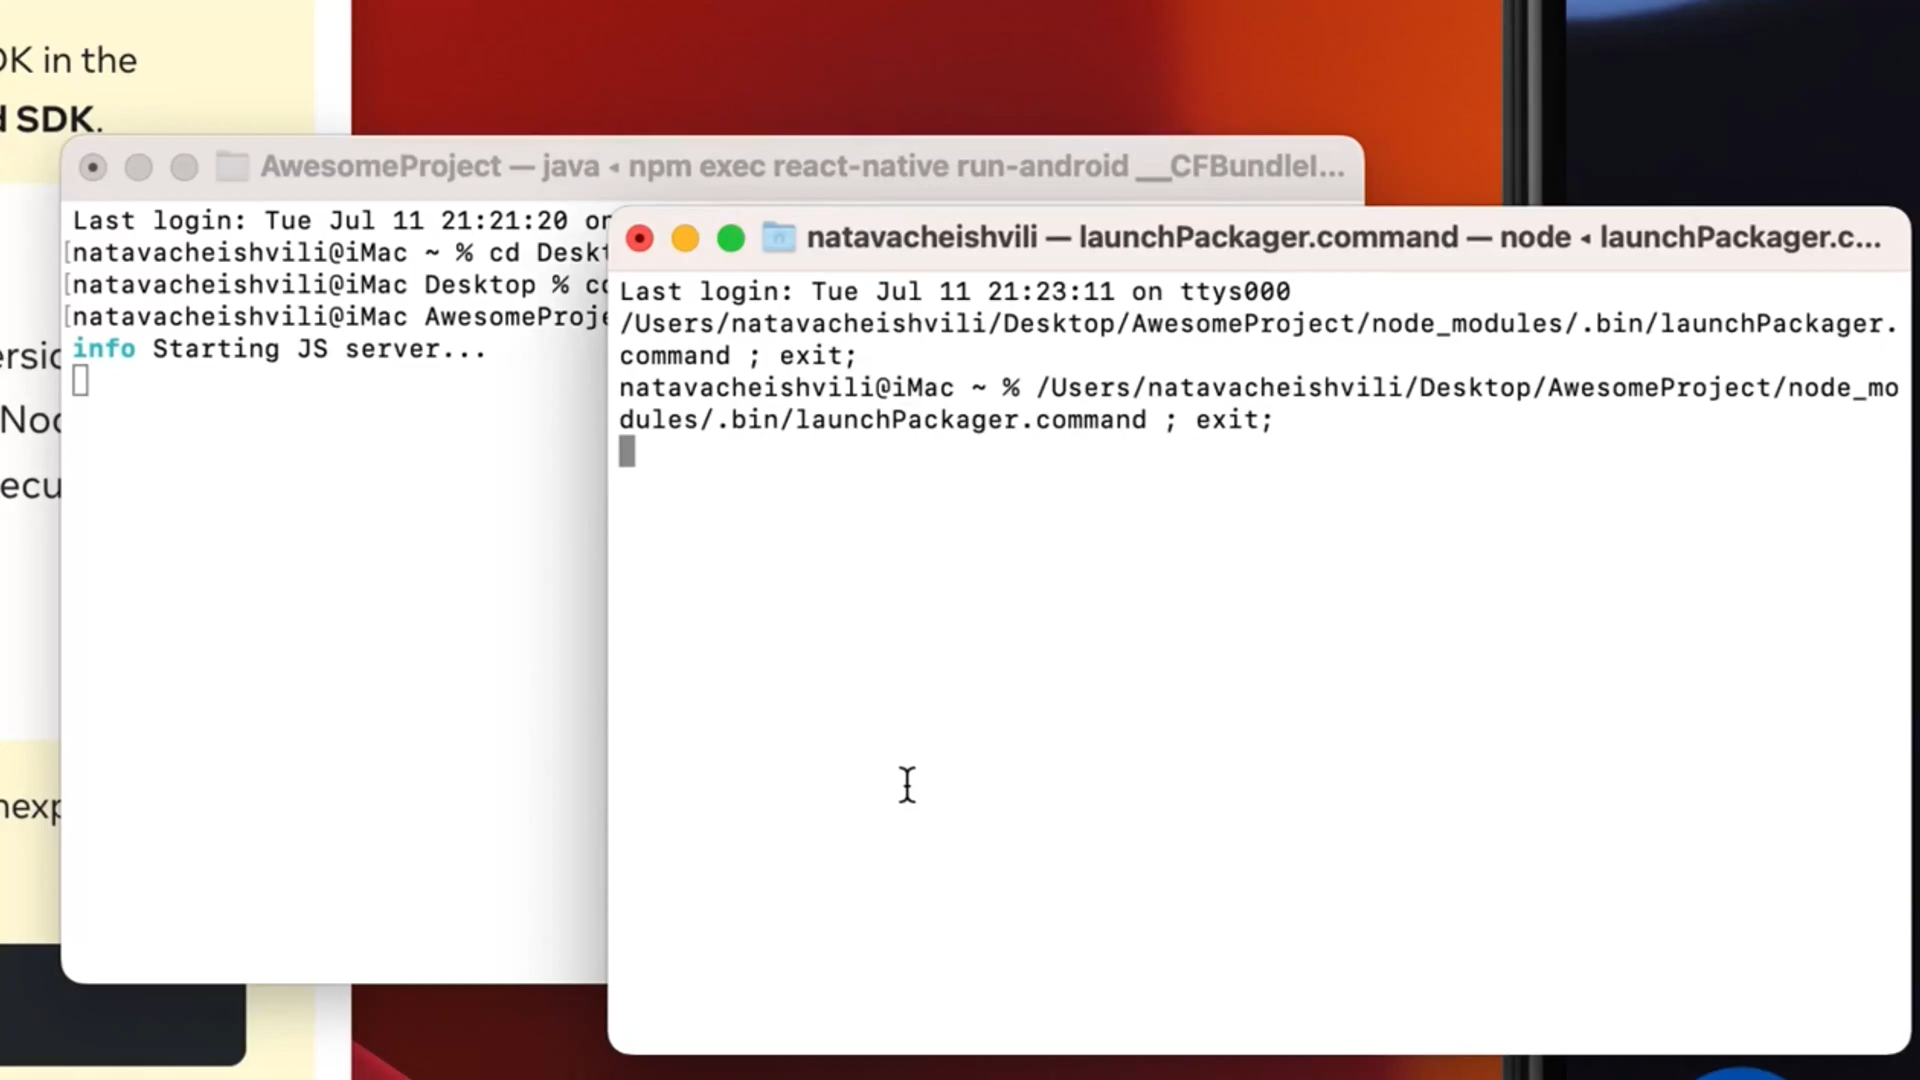 in the
SDK.
AwesomeProject — java ◂ npm exec react-native run-android __CFBundleI...
Last login: Tue Jul 11 21:21:20
[natavacheishvili@iMac ~ % cd
[natavacheishvili@iMac Desktop %
[natavacheishvili@iMac
info Starting JS server...
natavacheishvili — launchPackager.command — node ◂ launchPackager.c...
Last login: Tue Jul 11 21:23:11 on ttys000
/Users/natavacheishvili/Desktop/AwesomeProject/node_modules/.bin/launchPackager.
command ; exit;
natavacheishvili@iMac ~ % /Users/natavacheishvili/Desktop/AwesomeProject/node_mo
dules/.bin/launchPackager.command ; exit;